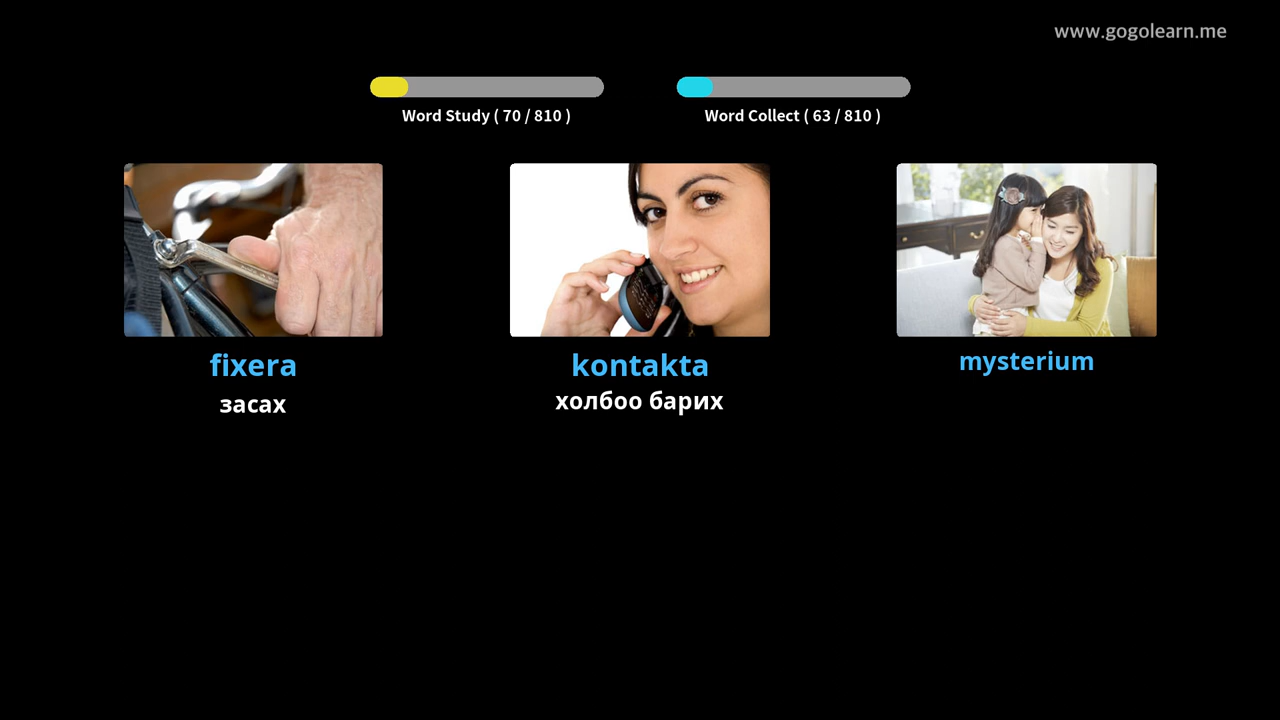 www.gogolearn.me
Word Study ( 70 / 810 )
Word Collect ( 63 / 810 )
fixera
засах
kontakta
холбоо барих
mysterium